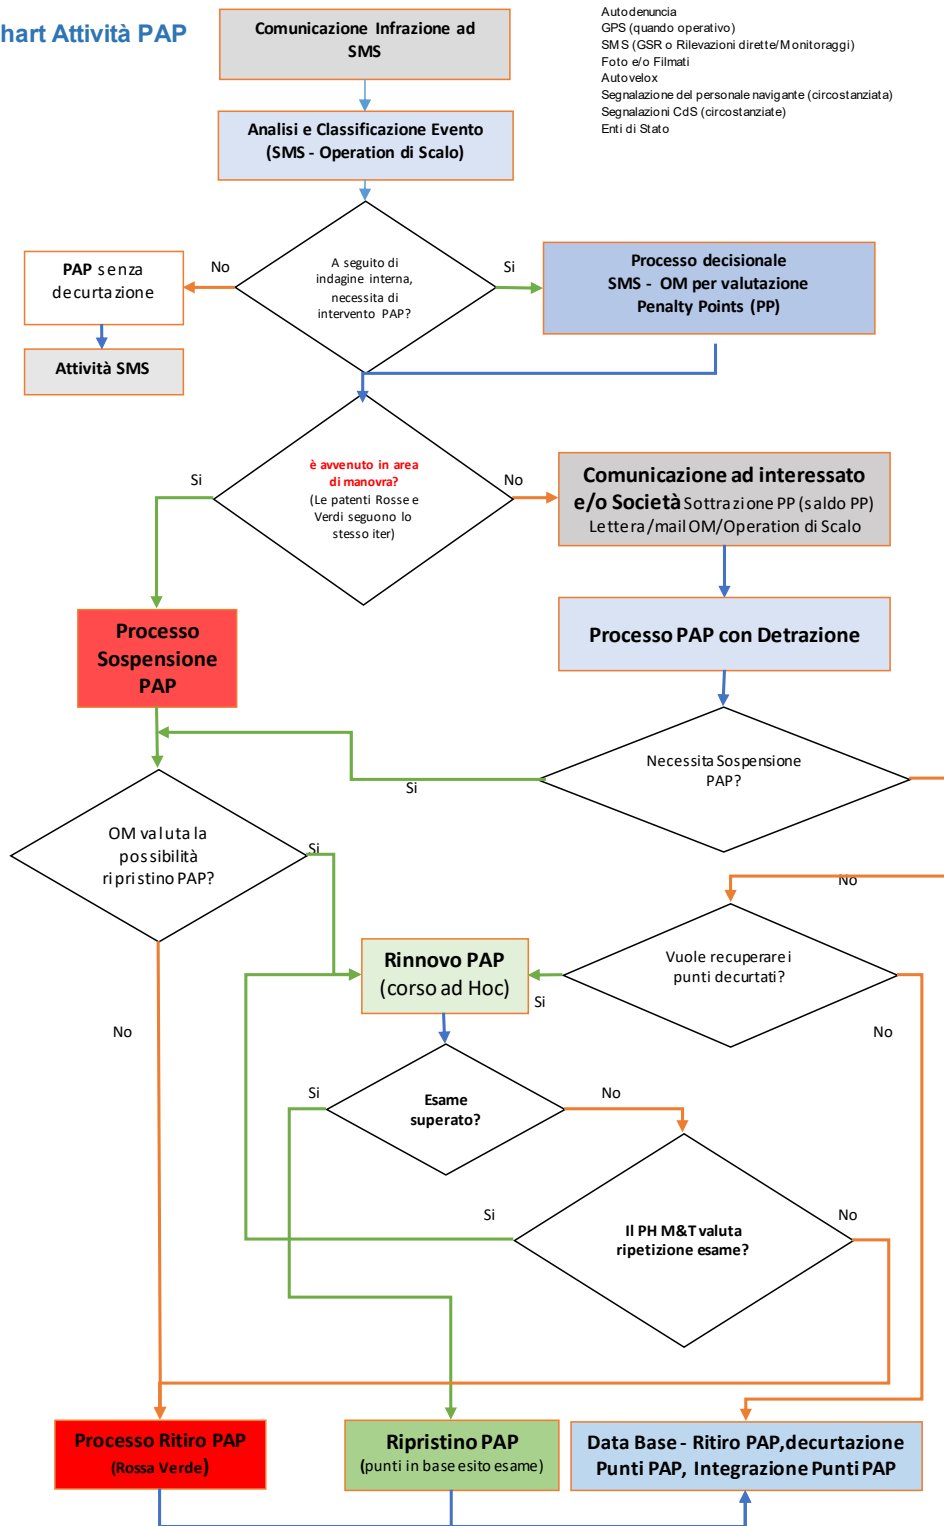 hart Attività PAP
Comunicazione Infrazione ad
SMS
Autodenuncia
GPS (quando operativo)
SMS (GSR o Rilevazioni dirette/Monitoraggi)
Foto e/o Filmati
Autovelox
Segnalazione del personale navigante (circostanziata)
Segnalazioni CdS (circostanziate)
Enti di Stato
Analisi e Classificazione Evento
(SMS - Operation di Scalo)
A seguito di
indagine interna,
necessita di
intervento PAP?
No
Si
PAP senza
decurtazione
Attività SMS
Processo decisionale
SMS - OM per valutazione
Penalty Points (PP)
è avvenuto in area
di manovra?
(Le patenti Rosse e
Verdi seguono lo
stesso iter)
Si
No
Comunicazione ad interessato
e/o Società Sottrazione PP (saldo PP)
Lettera/mail OM/Operation di Scalo
Processo PAP con Detrazione
Processo
Sospensione
PAP
Necessita Sospensione
PAP?
Si
No
OM valuta la
possibilità
ripristino PAP?
Si
No
Vuole recuperare i
punti decurtati?
Si
No
Rinnovo PAP
(corso ad Hoc)
Esame
superato?
Si
No
Il PH M&T valuta
ripetizione esame?
Si
No
Processo Ritiro PAP
(Rossa Verde)
Ripristino PAP
(punti in base esito esame)
Data Base - Ritiro PAP,decurtazione
Punti PAP, Integrazione Punti PAP